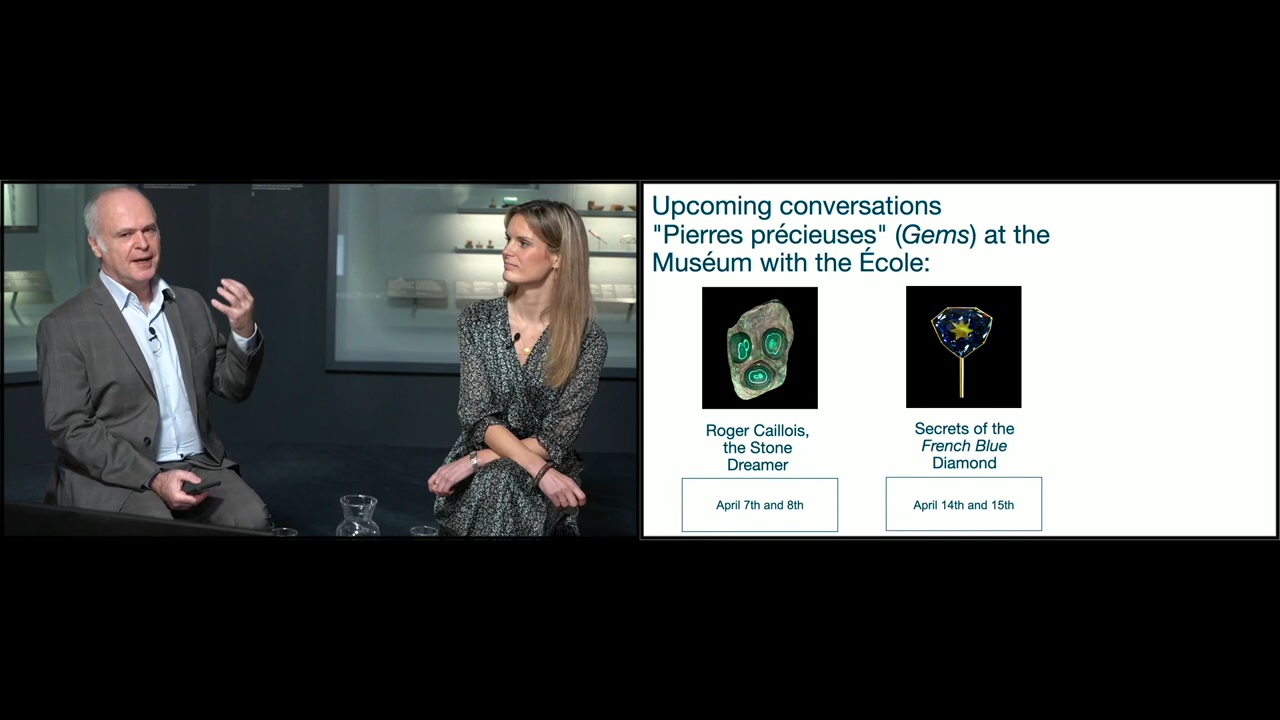 Upcoming conversations
"Pierres précieuses" (Gems) at the
Muséum with the École:
Roger Caillois,
the Stone
Dreamer
April 7th and 8th
Secrets of the
French Blue
Diamond
April 14th and 15th